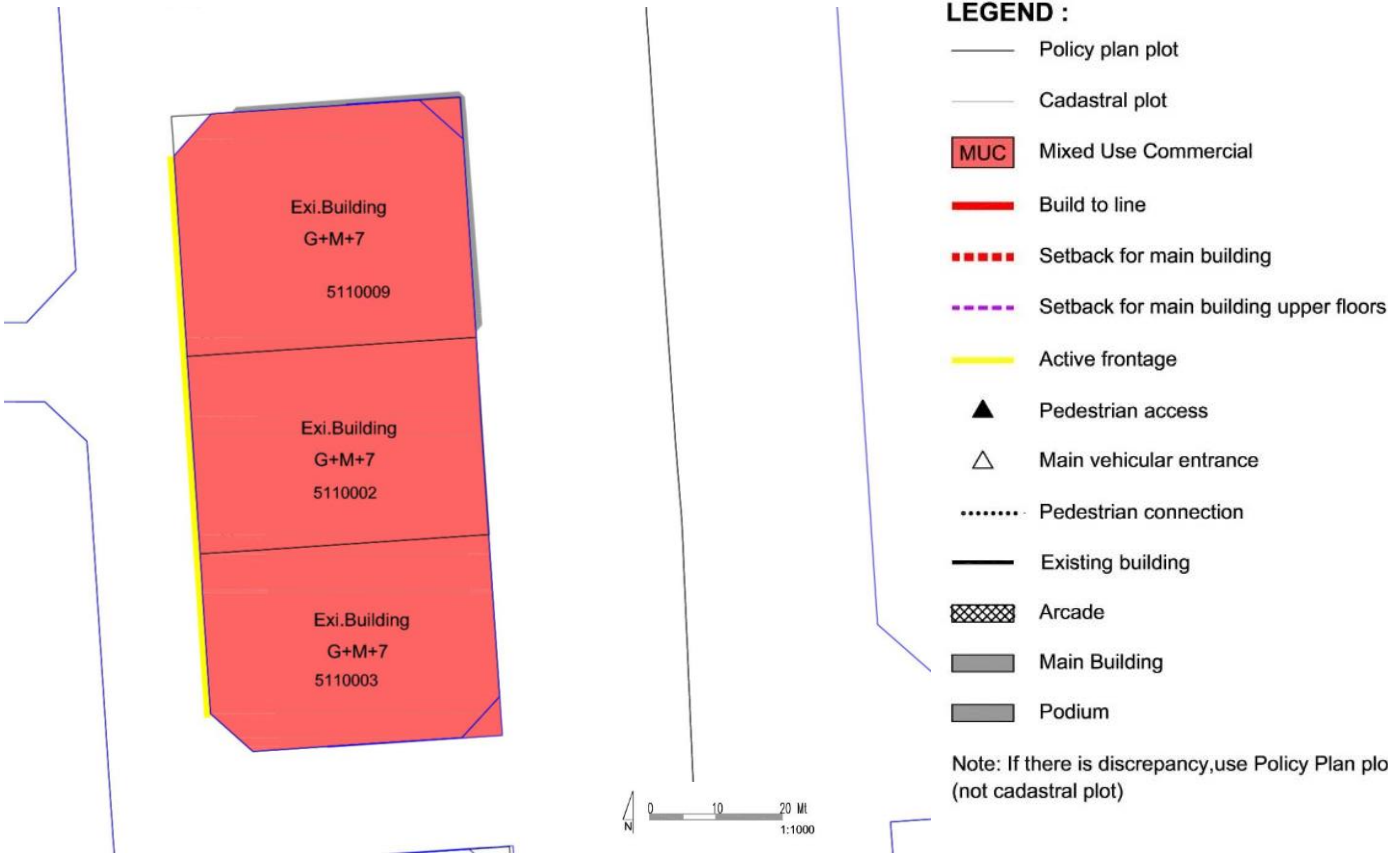 Exi.Building
G+M+7
5110009
Exi.Building
G+M+7
5110002
Exi.Building
G+M+7
5110003
N
0 10 20 Mt
1:1000
LEGEND :
Policy plan plot
Cadastral plot
MUC Mixed Use Commercial
Build to line
Setback for main building
Setback for main building upper floors
Active frontage
Pedestrian access
Main vehicular entrance
Pedestrian connection
Existing building
Arcade
Main Building
Podium
Note: If there is discrepancy,use Policy Plan plo
(not cadastral plot)